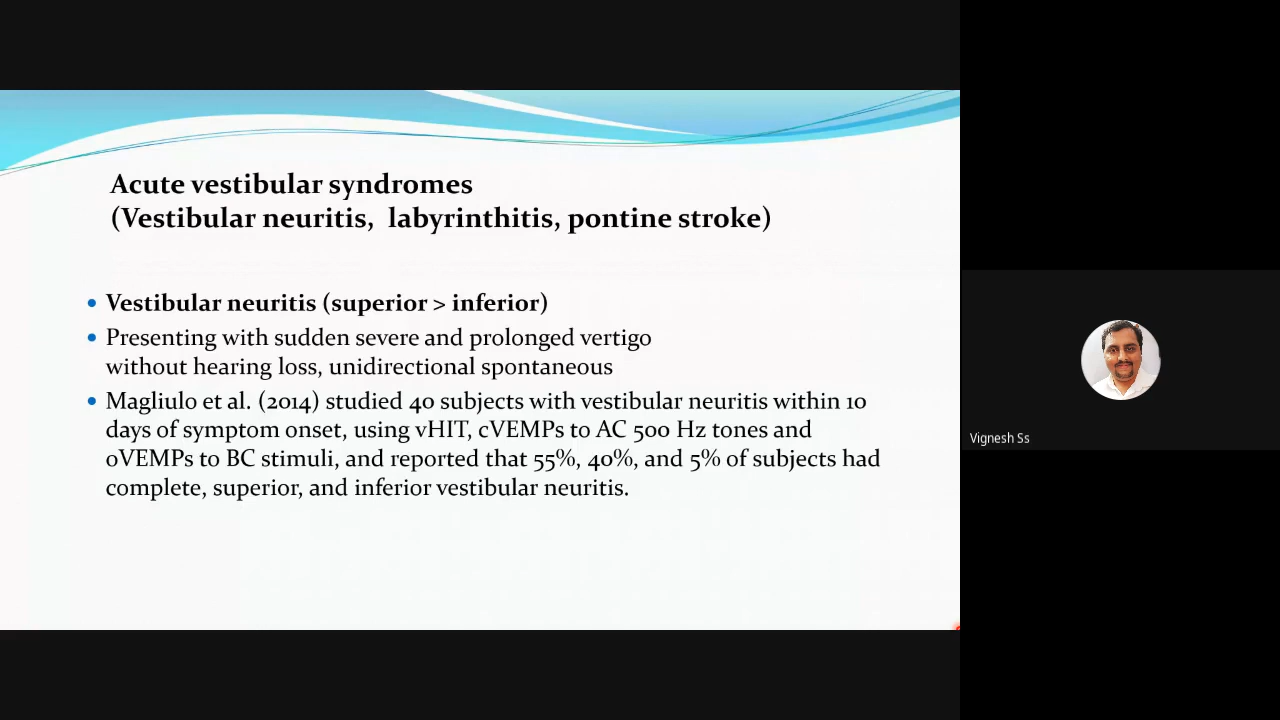 Acute vestibular syndromes
(Vestibular neuritis, labyrinthitis, pontine stroke)
• Vestibular neuritis (superior > inferior)
• Presenting with sudden severe and prolonged vertigo
without hearing loss, unidirectional spontaneous
• Magliulo et al. (2014) studied 40 subjects with vestibular neuritis within 10
days of symptom onset, using vHIT, cVEMPs to AC 500 Hz tones and
oVEMPs to BC stimuli, and reported that 55%, 40%, and 5% of subjects had
complete, superior, and inferior vestibular neuritis.
Vignesh Ss